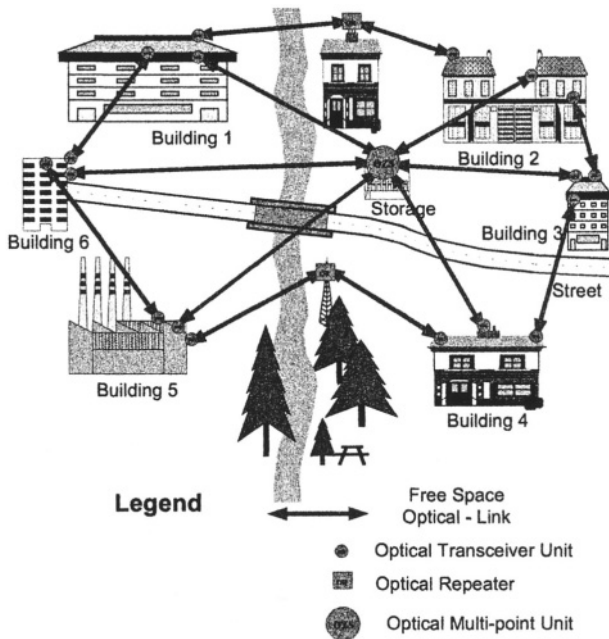 Building 1
Building 2
Storage
Building 6
Building 3
Street
Building 5
Building 4
Legend
Free Space
Optical - Link
Optical Transceiver Unit
Optical Repeater
Optical Multi-point Unit